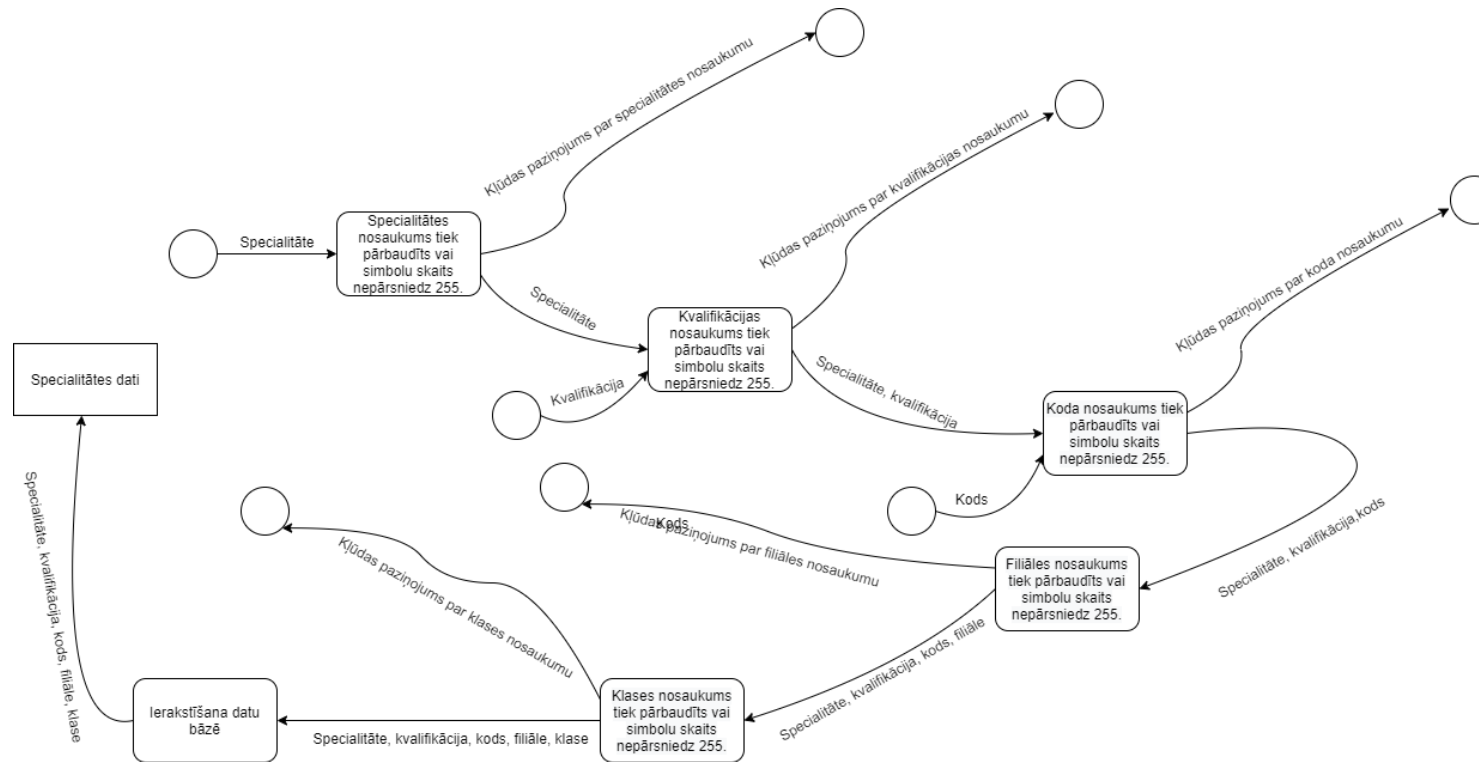 Kļūdas paziņojums par specialitātes nosaukumu
Kļūdas paziņojums par kvalifikācijas nosaukumu
Kļūdas paziņojums par koda nosaukumu
Specialitāte
Specialitātes
nosaukums tiek
pārbaudīts vai
simbolu skaits
nepārsniedz 255.
Specialitāte
Kvalifikācijas
nosaukums tiek
pārbaudīts vai
simbolu skaits
nepārsniedz 255.
Kvalifikācija
Specialitāte, kvalifikācija
Specialitātes dati
Koda nosaukums tiek
pārbaudīts vai
simbolu skaits
nepārsniedz 255.
Kods
Kods
Kļūdas paziņojums par filiāles nosaukumu
Specialitāte, kvalifikācija,kods
Filiāles nosaukums
tiek pārbaudīts vai
simbolu skaits
nepārsniedz 255.
Kļūdas paziņojums par klases nosaukumu
Specialitāte, kvalifikācija, kods, filiāle
Specialitāte, kvalifikācija, kods, filiāle, klase
Ierakstīšana datu
bāzē
Specialitāte, kvalifikācija, kods, filiāle, klase
Klases nosaukums
tiek pārbaudīts vai
simbolu skaits
nepārsniedz 255.